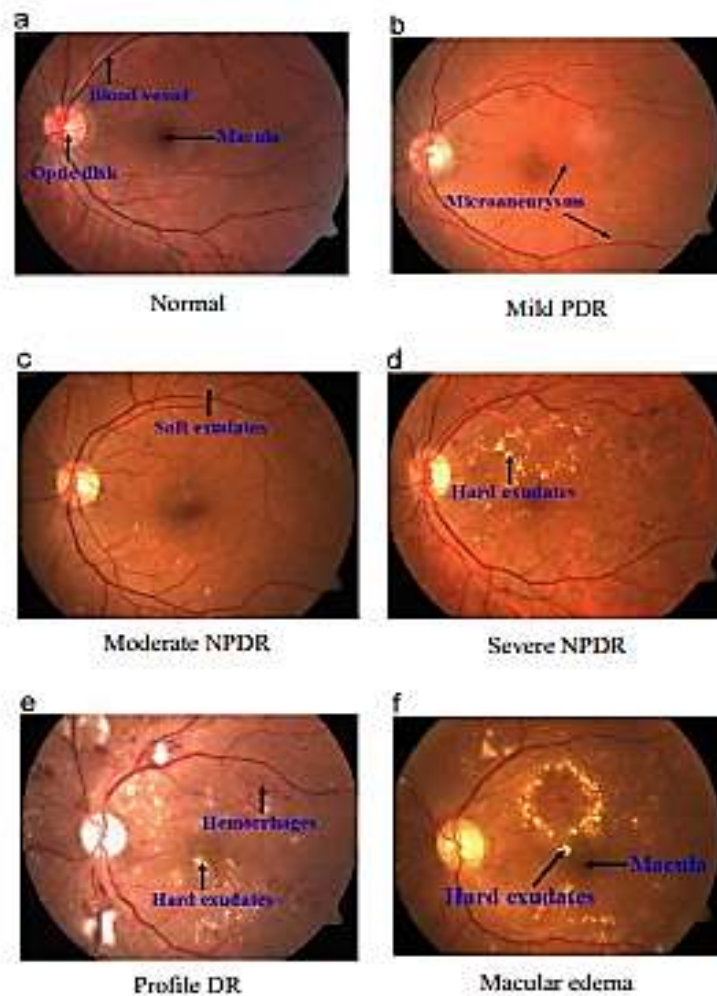 a
Blood vessel
Macula
Optic disk
Normal
b
Microaneurysm
Mild PDR
c
Soft exudates
Moderate NPDR
d
Hard exudates
Severe NPDR
e
Hemorrhages
Hard exudates
Profile DR
f
Macula
Hard exudates
Macular edema